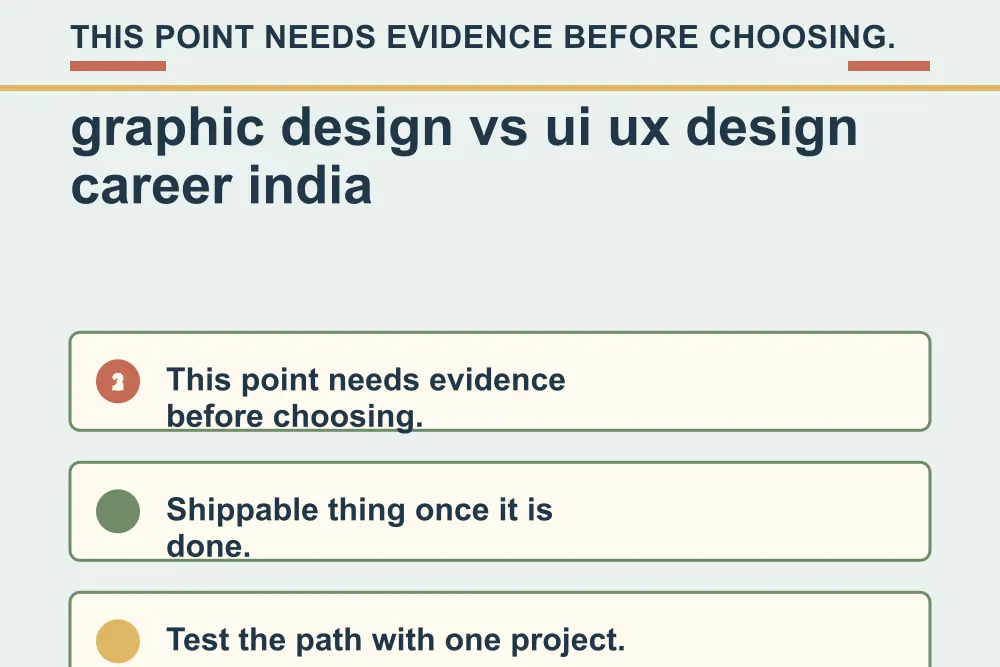 THIS POINT NEEDS EVIDENCE BEFORE CHOOSING.
graphic design vs ui ux design
career india
This point needs evidence
before choosing.
Shippable thing once it is
done.
Test the path with one project.